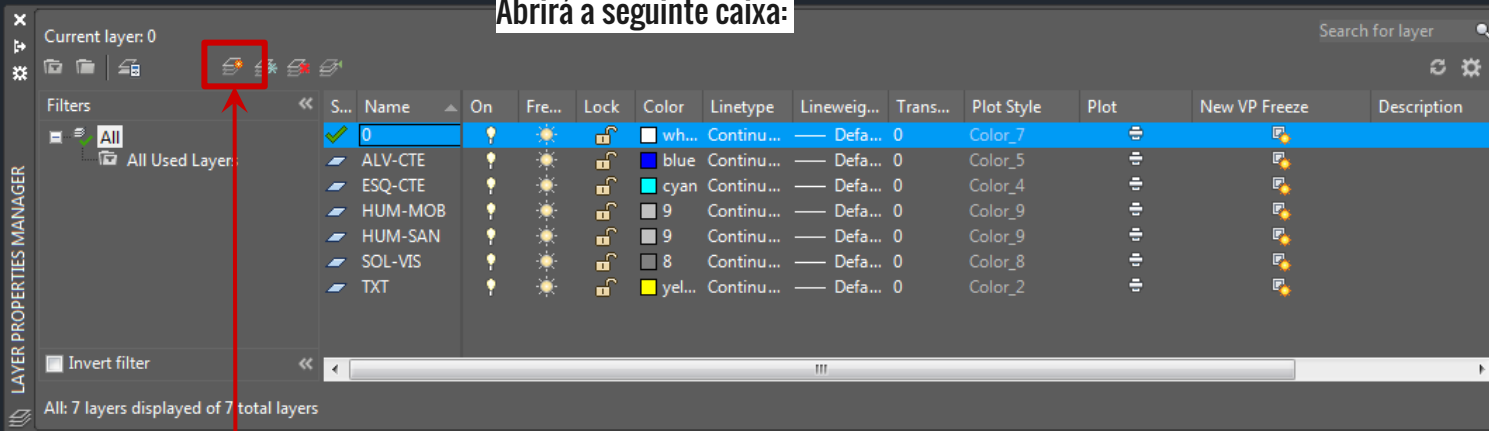 Abrirá a seguinte caixa:
Current layer: 0
Search for layer
Filters
S... Name On Fre... Lock Color Linetype Lineweig... Trans... Plot Style Plot New VP Freeze Description
All
0 wh... Continu... Defa... 0 Color_7
All Used Layers
ALV-CTE blue Continu... Defa... 0 Color_5
ESQ-CTE cyan Continu... Defa... 0 Color_4
HUM-MOB 9 Continu... Defa... 0 Color_9
HUM-SAN 9 Continu... Defa... 0 Color_9
SOL-VIS 8 Continu... Defa... 0 Color_8
TXT yel... Continu... Defa... 0 Color_2
Invert filter
All: 7 layers displayed of 7 total layers
LAYER PROPERTIES MANAGER